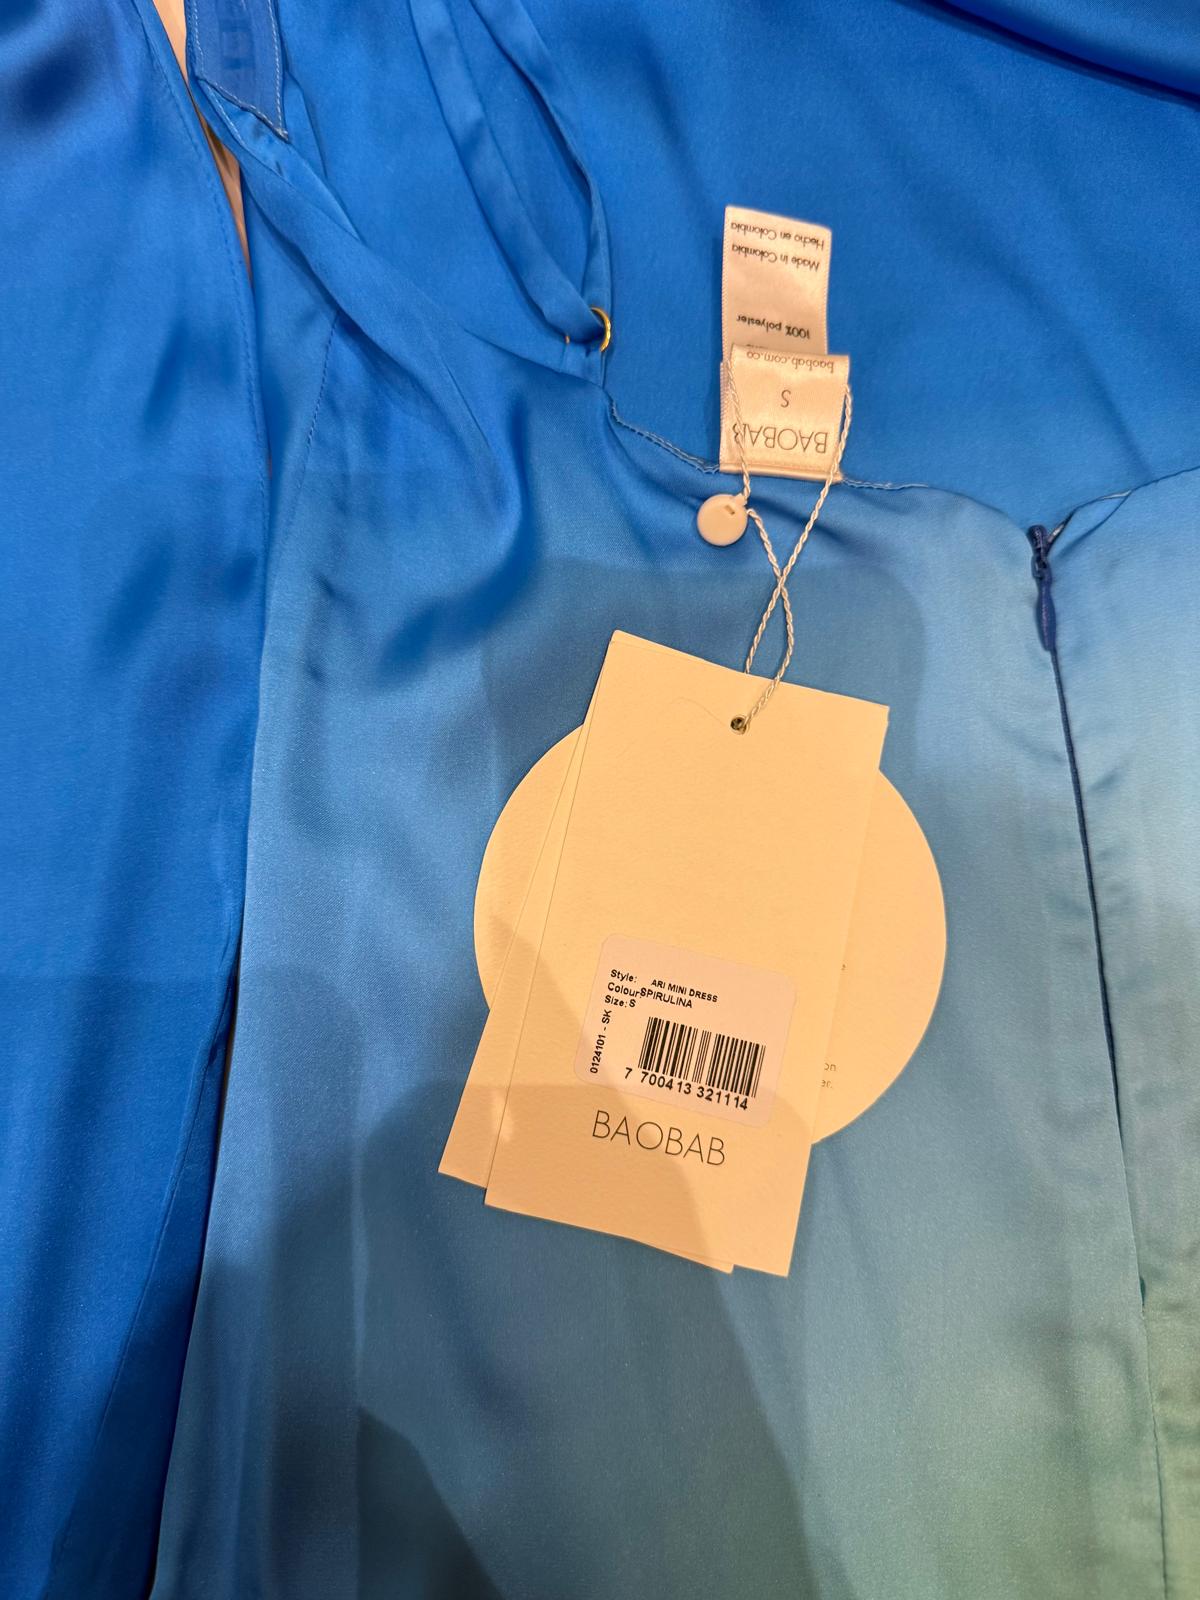 Hecho en Colombia
Made in Colombia
100% polyester
baobab.com.co
S
BAOBAB
Style: ARI MINI DRESS
Colour: SPIRULINA
Size: S
0124101 - SK
7 700413 321114
BAOBAB